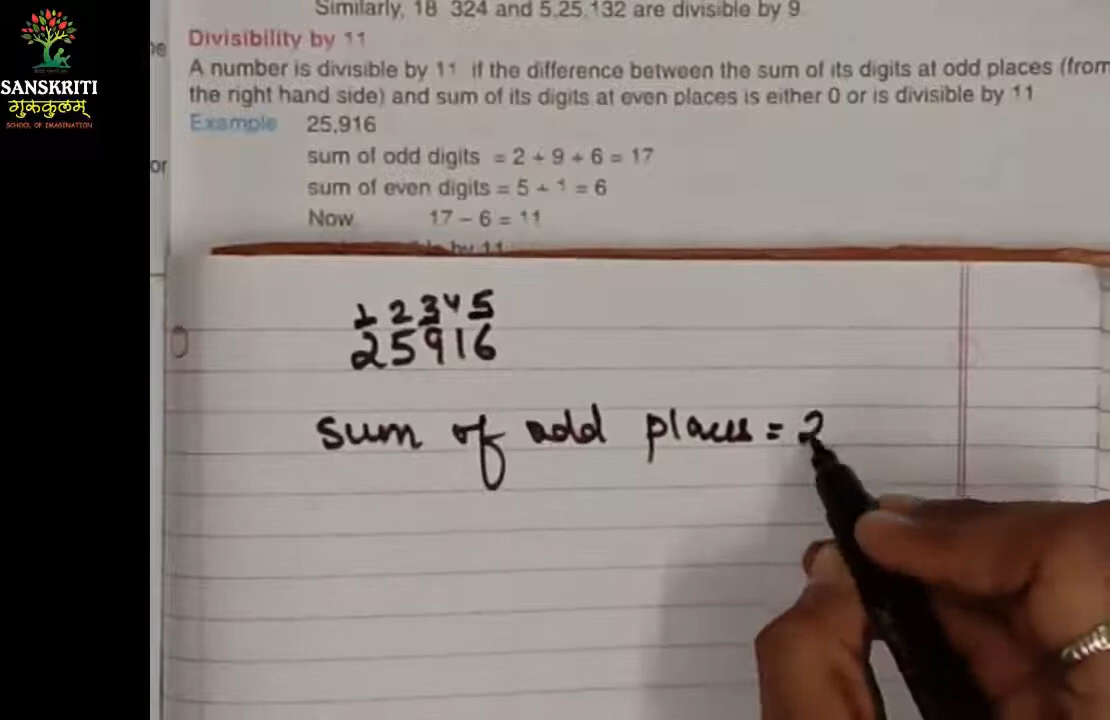 SANSKRITI
गुरुकुलम्
SCHOOL OF IMAGINATION
Similarly, 18 324 and 5,25,132 are divisible by 9
Divisibility by 11
A number is divisible by 11 if the difference between the sum of its digits at odd places (from
the right hand side) and sum of its digits at even places is either 0 or is divisible by 11
Example 25,916
or
sum of odd digits = 2 + 9 + 6 = 17
sum of even digits = 5 + 1 = 6
Now 17 - 6 = 11
by 11
1 2 3 4 5
25916
Sum of odd places = 2